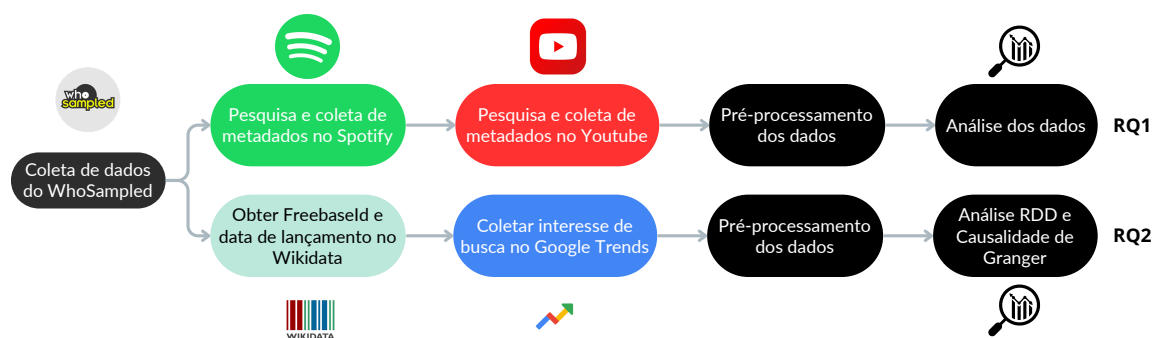 who
sampled
Coleta de dados
do WhoSampled
Pesquisa e coleta de
metadados no Spotify
Pesquisa e coleta de
metadados no Youtube
Pré-processamento
dos dados
Análise dos dados
RQ1
Obter FreebaseId e
data de lançamento no
Wikidata
Coletar interesse de
busca no Google Trends
Pré-processamento
dos dados
Análise RDD e
Causalidade de
Granger
RQ2
WIKIDATA